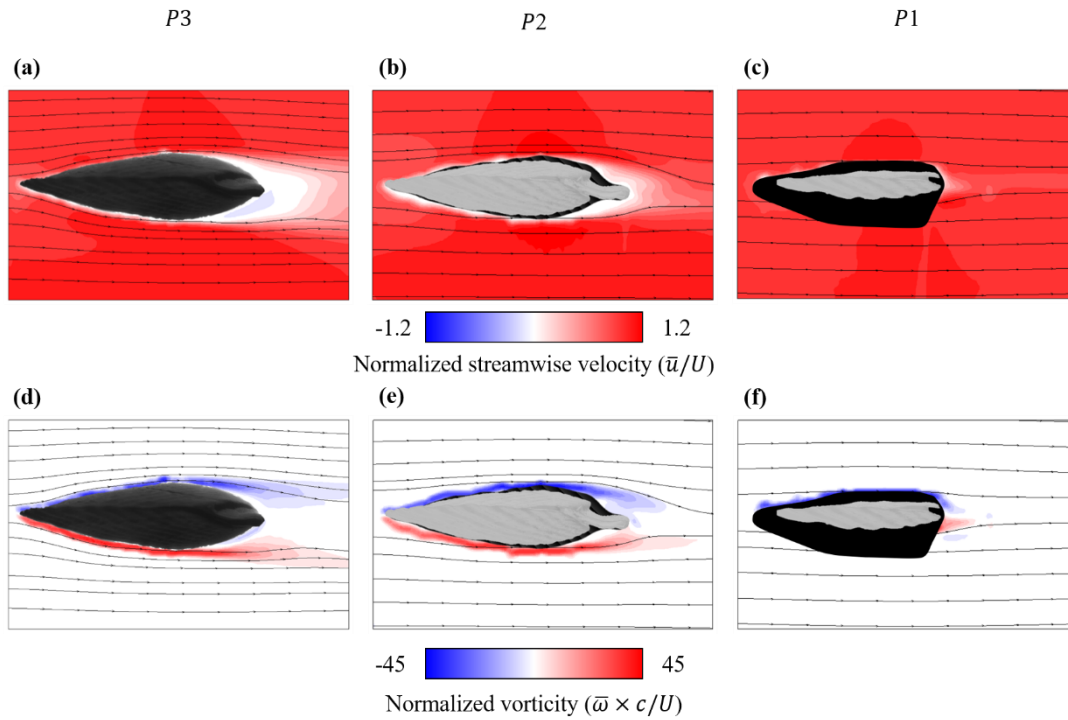 P3 P2 P1
(a) (b) (c)
-1.2 1.2
Normalized streamwise velocity (u̅/U)
(d) (e) (f)
-45 45
Normalized vorticity (ω̅ × c/U)